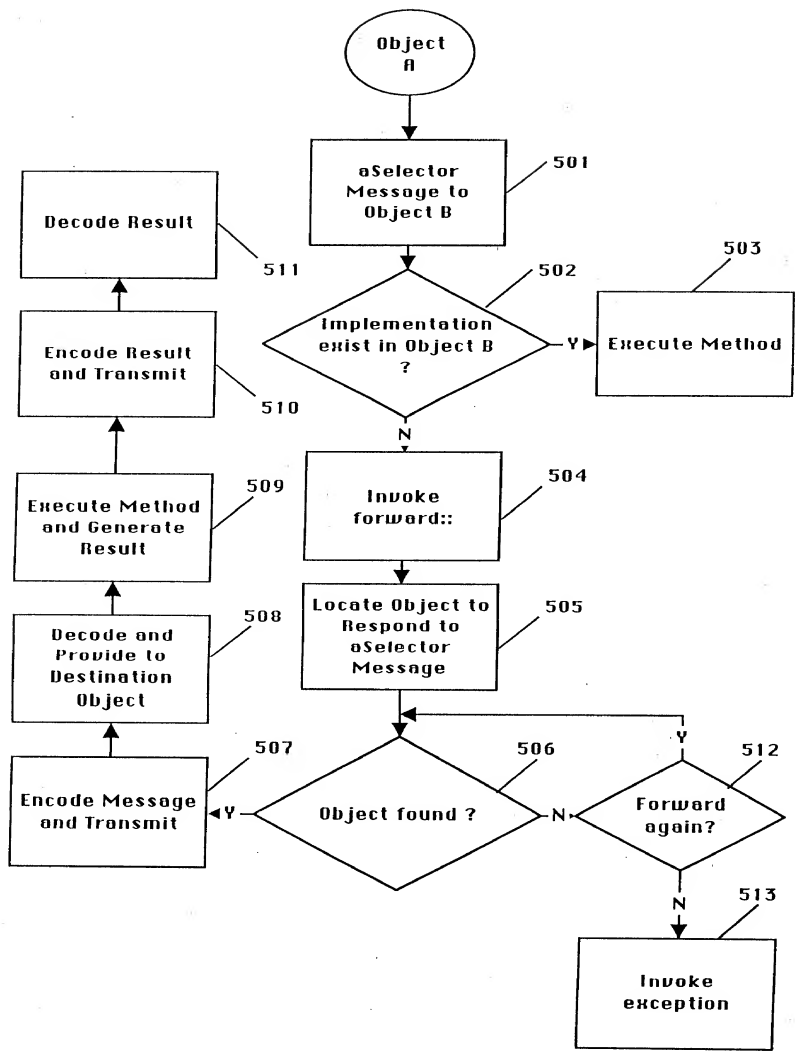 Object
A
aSelector
Message to
Object B
501
Implementation
exist in Object B
?
502
Y
Execute Method
503
N
Invoke
forward::
504
Locate Object to
Respond to
aSelector
Message
505
Object found ?
506
Y
Encode Message
and Transmit
507
Decode and
Provide to
Destination
Object
508
Execute Method
and Generate
Result
509
Encode Result
and Transmit
510
Decode Result
511
N
Forward
again?
512
Y
N
Invoke
exception
513